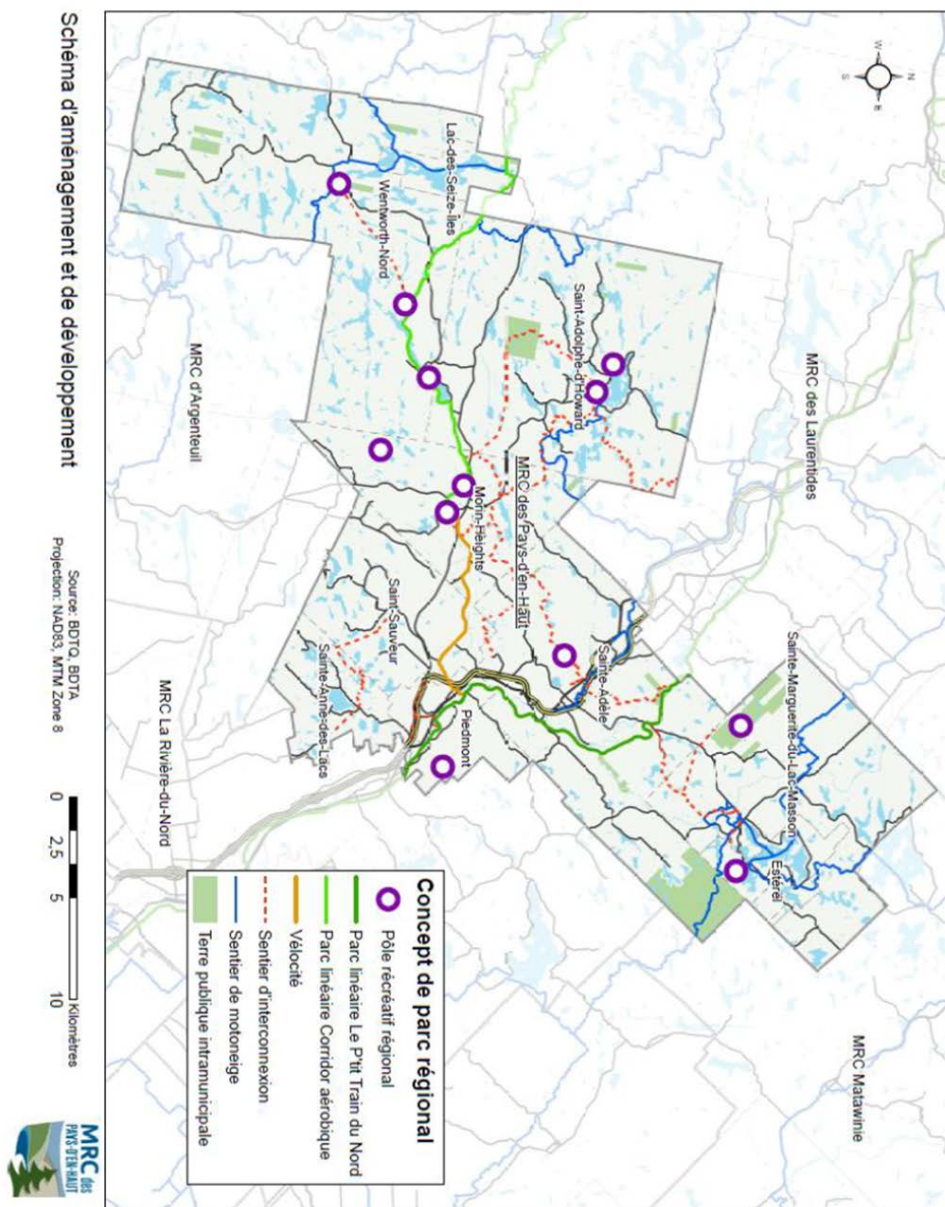 N
W
E
S
MRC des Laurentides
MRC Matawinie
Sainte-Marguerite-du-Lac-Masson
Estérel
Saint-Adolphe-d'Howard
Lac-des-Seize-Iles
Wentworth-Nord
MRC des Pays-d'en-Haut
Sainte-Adèle
Morin-Heights
Piedmont
Saint-Sauveur
Sainte-Anne-des-Lacs
MRC d'Argenteuil
MRC La Rivière-du-Nord
Concept de parc régional
Pôle récréatif régional
Parc linéaire Le P'tit Train du Nord
Parc linéaire Corridor aérobique
Vélocité
Sentier d'interconnexion
Sentier de motoneige
Terre publique intramunicipale
Schéma d'aménagement et de développement
Source: BDTQ, BDTA
Projection: NAD83, MTM Zone 8
0 2,5 5 10
Kilomètres
MRC des
PAYS-D'EN-HAUT